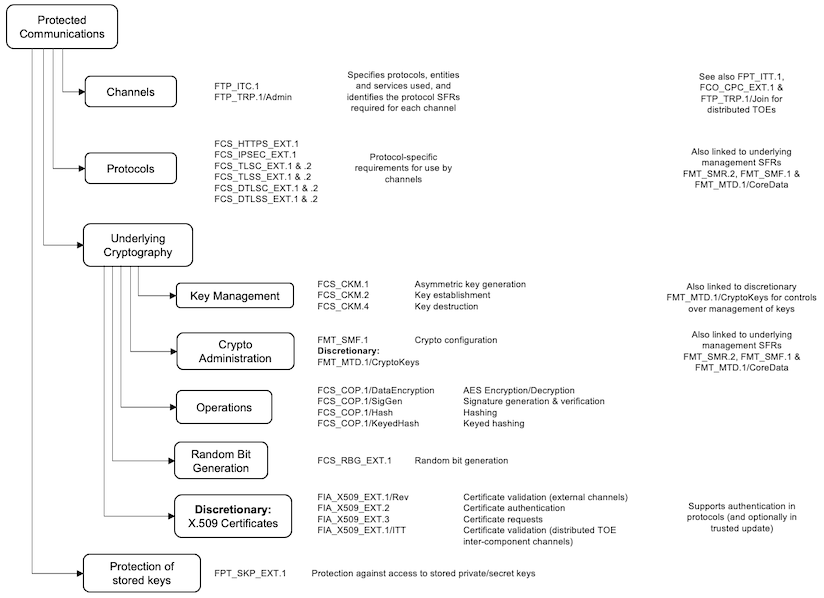 Protected
Communications
Channels
FTP_ITC.1
FTP_TRP.1/Admin
Specifies protocols, entities
and services used, and
identifies the protocol SFRs
required for each channel
See also FPT_ITT.1,
FCO_CPC_EXT.1 &
FTP_TRP.1/Join for
distributed TOEs
Protocols
FCS_HTTPS_EXT.1
FCS_IPSEC_EXT.1
FCS_TLSC_EXT.1 & .2
FCS_TLSS_EXT.1 & .2
FCS_DTLSC_EXT.1 & .2
FCS_DTLSS_EXT.1 & .2
Protocol-specific
requirements for use by
channels
Also linked to underlying
management SFRs
FMT_SMR.2, FMT_SMF.1 &
FMT_MTD.1/CoreData
Underlying
Cryptography
Key Management
FCS_CKM.1 Asymmetric key generation
FCS_CKM.2 Key establishment
FCS_CKM.4 Key destruction
Also linked to discretionary
FMT_MTD.1/CryptoKeys for controls
over management of keys
Crypto
Administration
FMT_SMF.1 Crypto configuration
Discretionary:
FMT_MTD.1/CryptoKeys
Also linked to underlying
management SFRs
FMT_SMR.2, FMT_SMF.1 &
FMT_MTD.1/CoreData
Operations
FCS_COP.1/DataEncryption AES Encryption/Decryption
FCS_COP.1/SigGen Signature generation & verification
FCS_COP.1/Hash Hashing
FCS_COP.1/KeyedHash Keyed hashing
Random Bit
Generation
FCS_RBG_EXT.1 Random bit generation
Discretionary:
X.509 Certificates
FIA_X509_EXT.1/Rev Certificate validation (external channels)
FIA_X509_EXT.2 Certificate authentication
FIA_X509_EXT.3 Certificate requests
FIA_X509_EXT.1/ITT Certificate validation (distributed TOE
inter-component channels)
Supports authentication in
protocols (and optionally in
trusted update)
Protection of
stored keys
FPT_SKP_EXT.1 Protection against access to stored private/secret keys